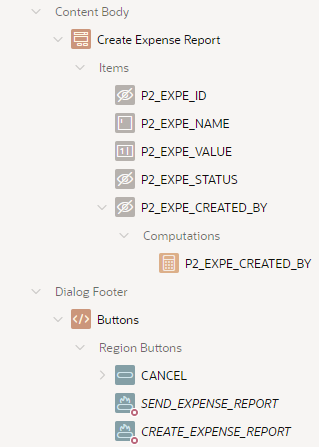 Content Body
Create Expense Report
Items
P2_EXPE_ID
P2_EXPE_NAME
P2_EXPE_VALUE
P2_EXPE_STATUS
P2_EXPE_CREATED_BY
Computations
P2_EXPE_CREATED_BY
Dialog Footer
Buttons
Region Buttons
CANCEL
SEND_EXPENSE_REPORT
CREATE_EXPENSE_REPORT